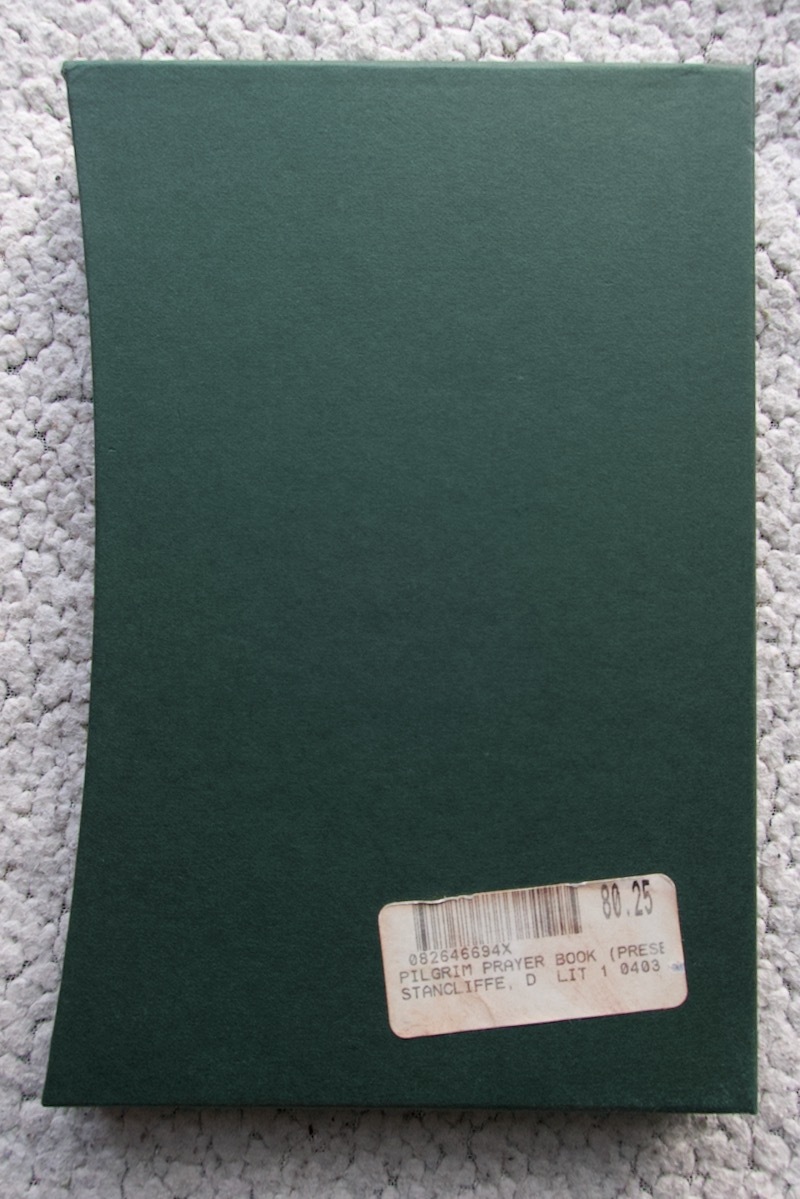 80.25
082646694X
PILGRIM PRAYER BOOK (PRESE
STANCLIFFE, D LIT 1 0403